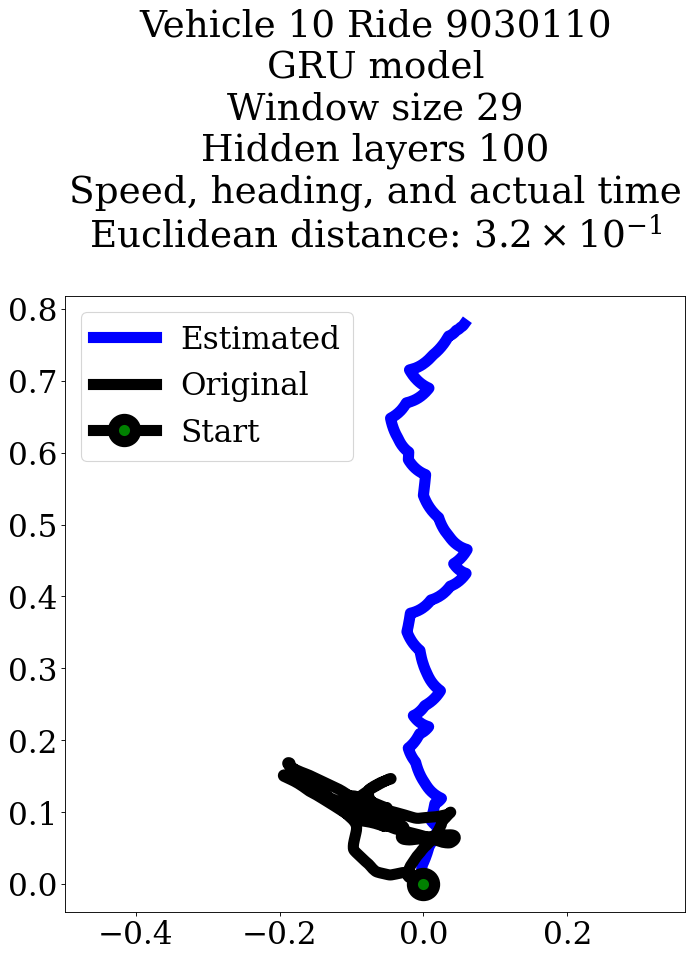 Vehicle 10 Ride 9030110
GRU model
Window size 29
Hidden layers 100
Speed, heading, and actual time
Euclidean distance: 3.2 × 10⁻¹
Estimated
Original
Start
0.8
0.7
0.6
0.5
0.4
0.3
0.2
0.1
0.0
−0.4 −0.2 0.0 0.2